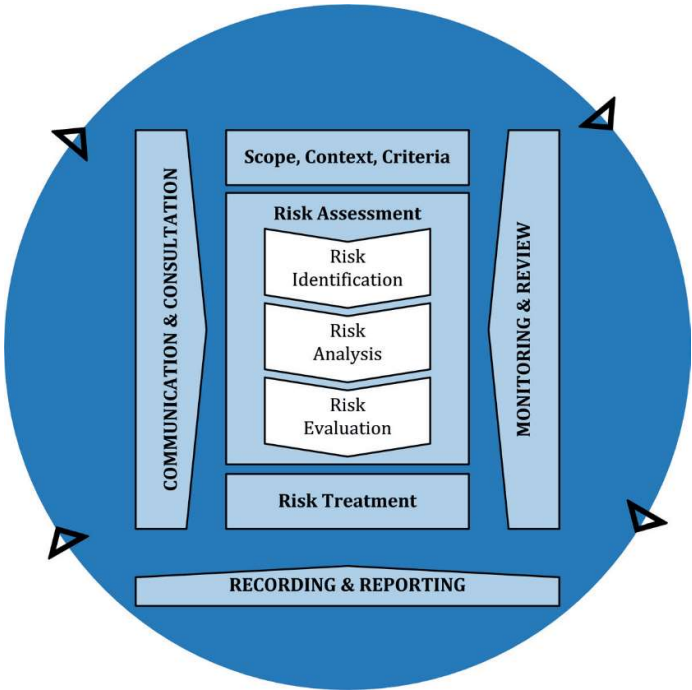 Scope, Context, Criteria
COMMUNICATION & CONSULTATION
Risk Assessment
Risk
Identification
Risk
Analysis
Risk
Evaluation
MONITORING & REVIEW
Risk Treatment
RECORDING & REPORTING